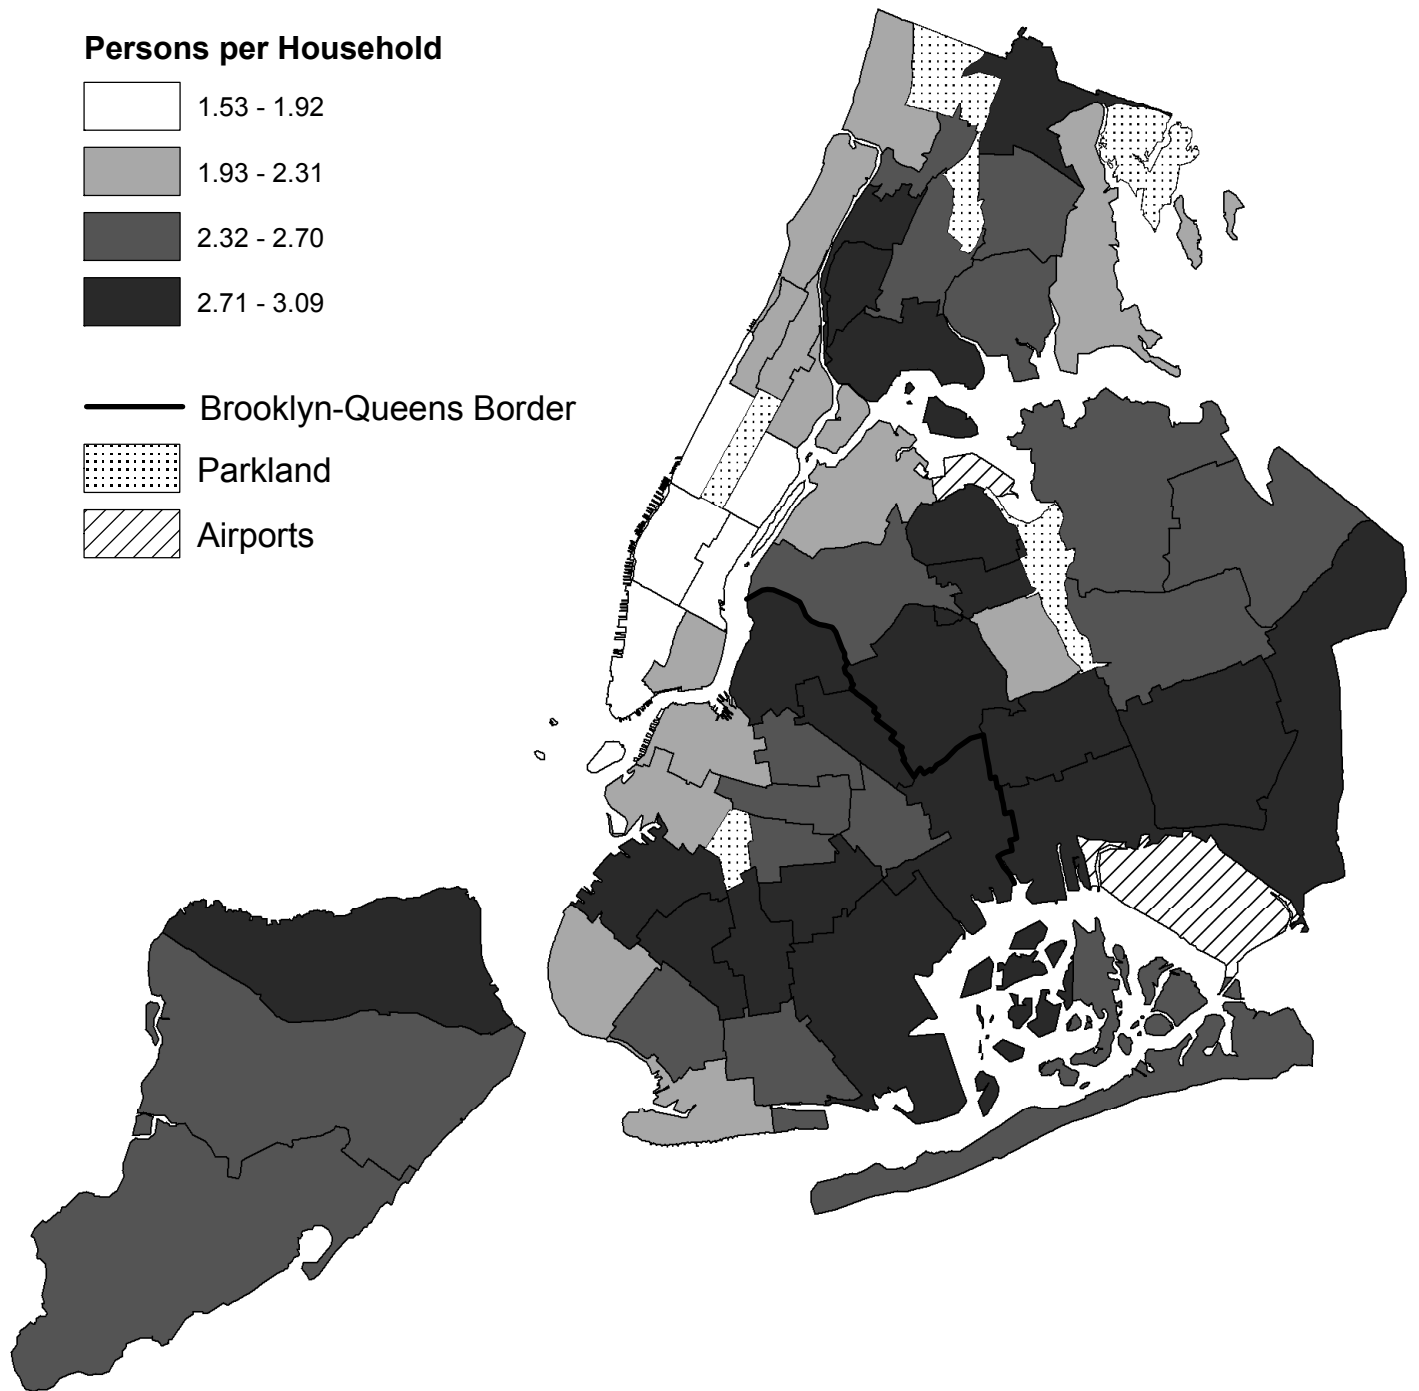 Persons per Household
1.53 - 1.92
1.93 - 2.31
2.32 - 2.70
2.71 - 3.09
Brooklyn-Queens Border
Parkland
Airports